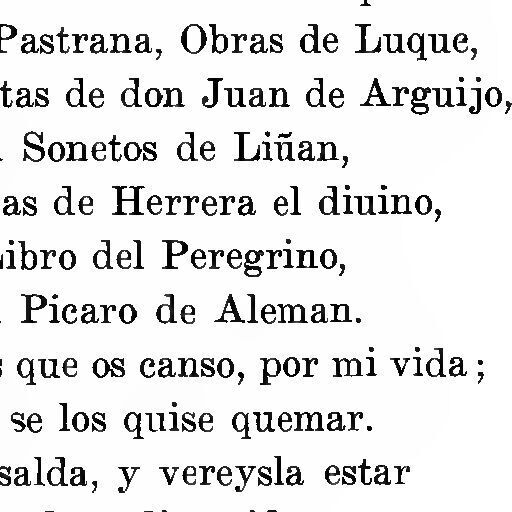 Pastrana, Obras de Luque,
tas de don Juan de Arguijo,
Sonetos de Liñan,
as de Herrera el diuino,
ibro del Peregrino,
Picaro de Aleman.
que os canso, por mi vida;
se los quise quemar.
salda, y vereysla estar